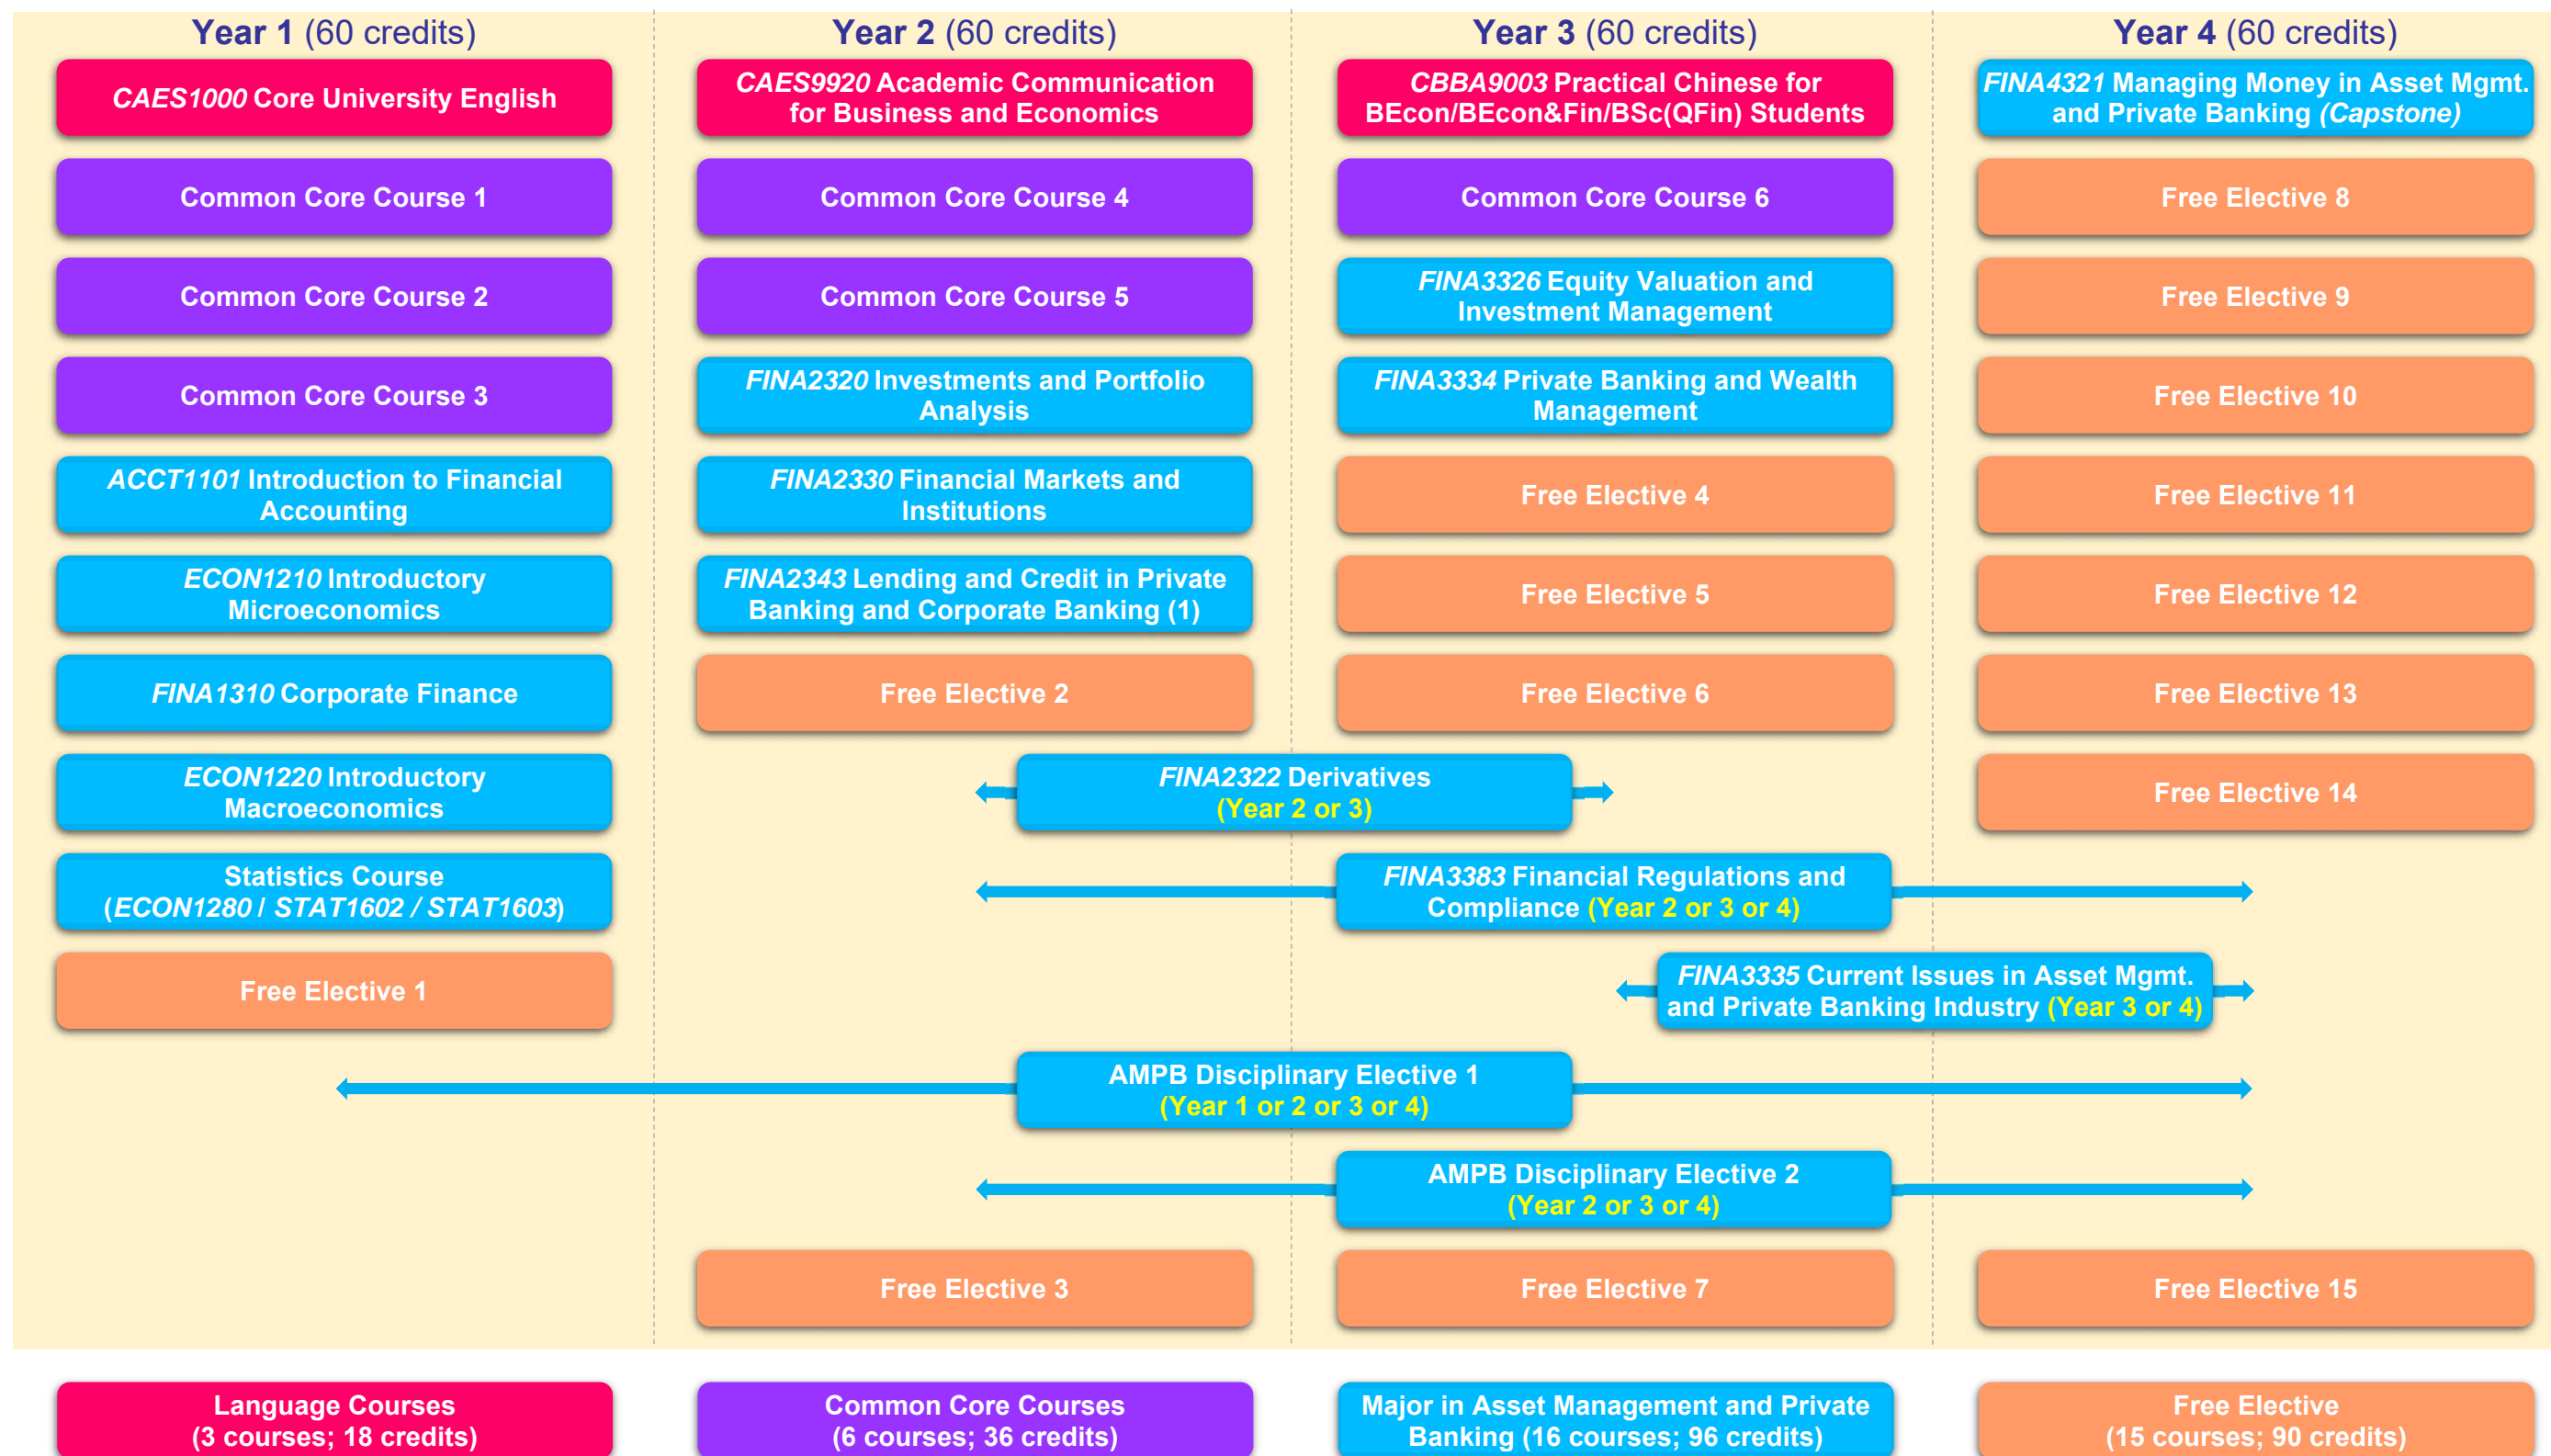 Year 1 (60 credits)
CAES1000 Core University English
Common Core Course 1
Common Core Course 2
Common Core Course 3
ACCT1101 Introduction to Financial
Accounting
ECON1210 Introductory
Microeconomics
FINA1310 Corporate Finance
ECON1220 Introductory
Macroeconomics
Statistics Course
(ECON1280 / STAT1602 / STAT1603)
Free Elective 1
Year 2 (60 credits)
CAES9920 Academic Communication
for Business and Economics
Common Core Course 4
Common Core Course 5
FINA2320 Investments and Portfolio
Analysis
FINA2330 Financial Markets and
Institutions
FINA2343 Lending and Credit in Private
Banking and Corporate Banking (1)
Free Elective 2
Year 3 (60 credits)
CBBA9003 Practical Chinese for
BEcon/BEcon&Fin/BSc(QFin) Students
Common Core Course 6
FINA3326 Equity Valuation and
Investment Management
FINA3334 Private Banking and Wealth
Management
Free Elective 4
Free Elective 5
Free Elective 6
Year 4 (60 credits)
FINA4321 Managing Money in Asset Mgmt.
and Private Banking (Capstone)
Free Elective 8
Free Elective 9
Free Elective 10
Free Elective 11
Free Elective 12
Free Elective 13
Free Elective 14
FINA2322 Derivatives
(Year 2 or 3)
FINA3383 Financial Regulations and
Compliance (Year 2 or 3 or 4)
FINA3335 Current Issues in Asset Mgmt.
and Private Banking Industry (Year 3 or 4)
AMPB Disciplinary Elective 1
(Year 1 or 2 or 3 or 4)
AMPB Disciplinary Elective 2
(Year 2 or 3 or 4)
Free Elective 3
Free Elective 7
Free Elective 15
Language Courses
(3 courses; 18 credits)
Common Core Courses
(6 courses; 36 credits)
Major in Asset Management and Private
Banking (16 courses; 96 credits)
Free Elective
(15 courses; 90 credits)